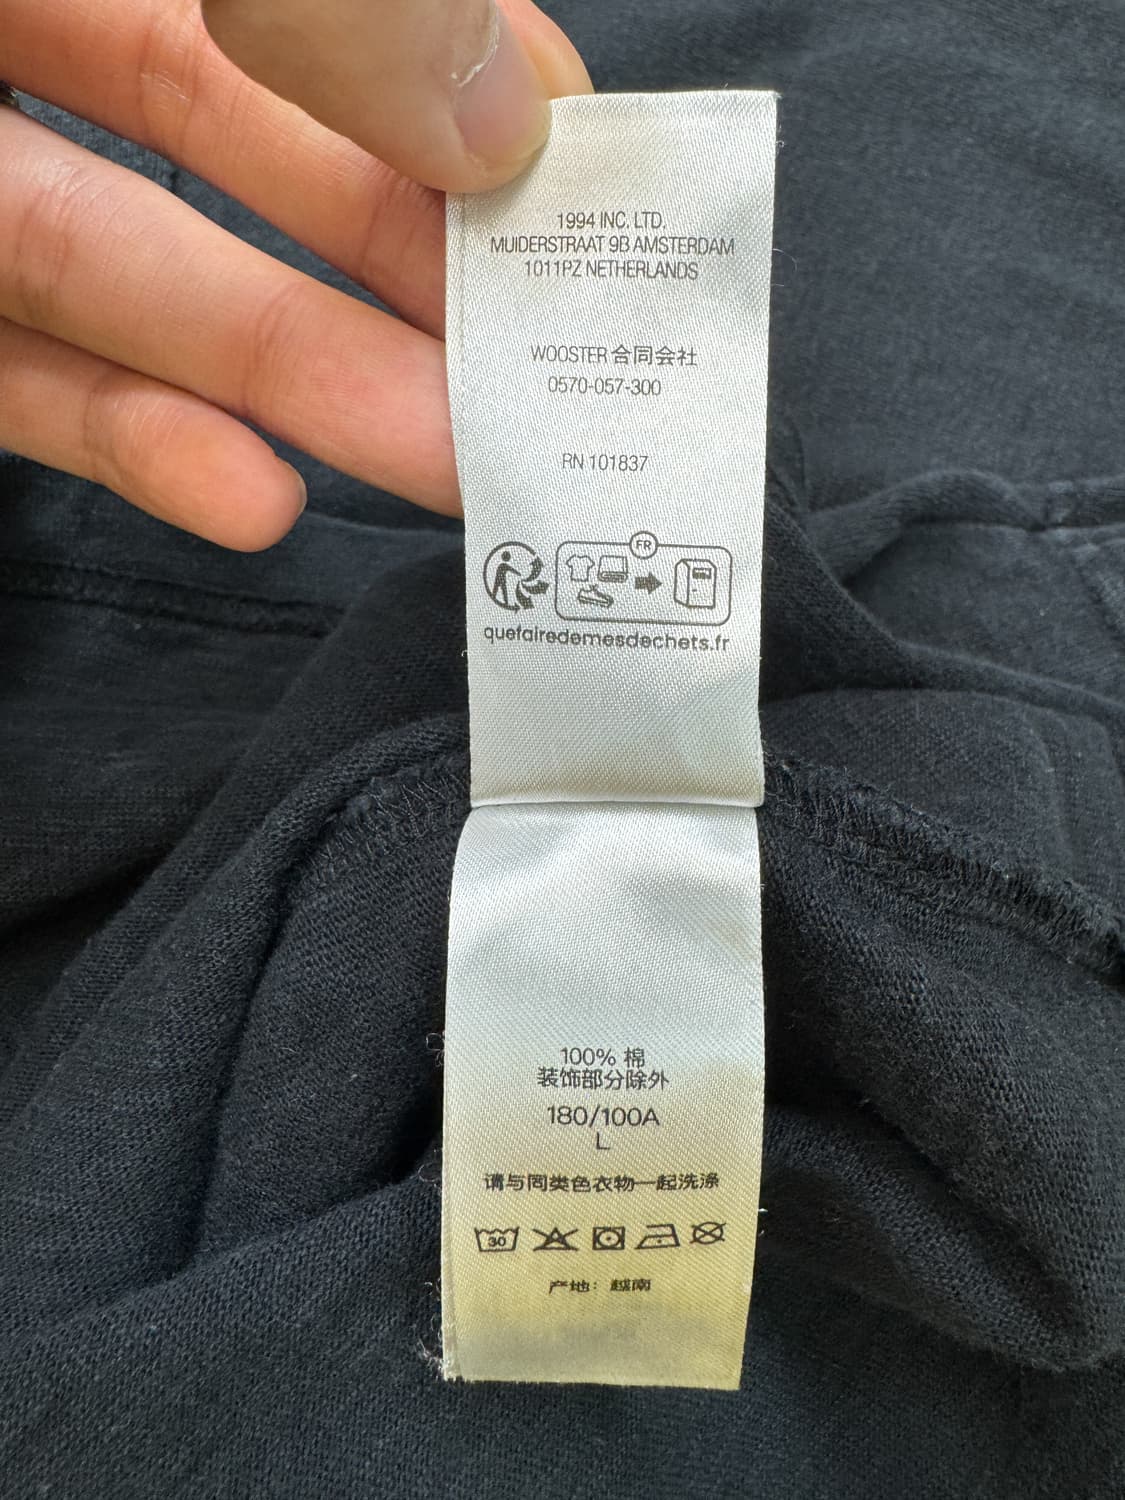 1994 INC. LTD.
MUIDERSTRAAT 9B AMSTERDAM
1011PZ NETHERLANDS
WOOSTER 合同会社
0570-057-300
RN 101837
FR
quefairedemesdechets.fr
100% 棉
装饰部分除外
180/100A
L
请与同类色衣物一起洗涤
30
产地：越南